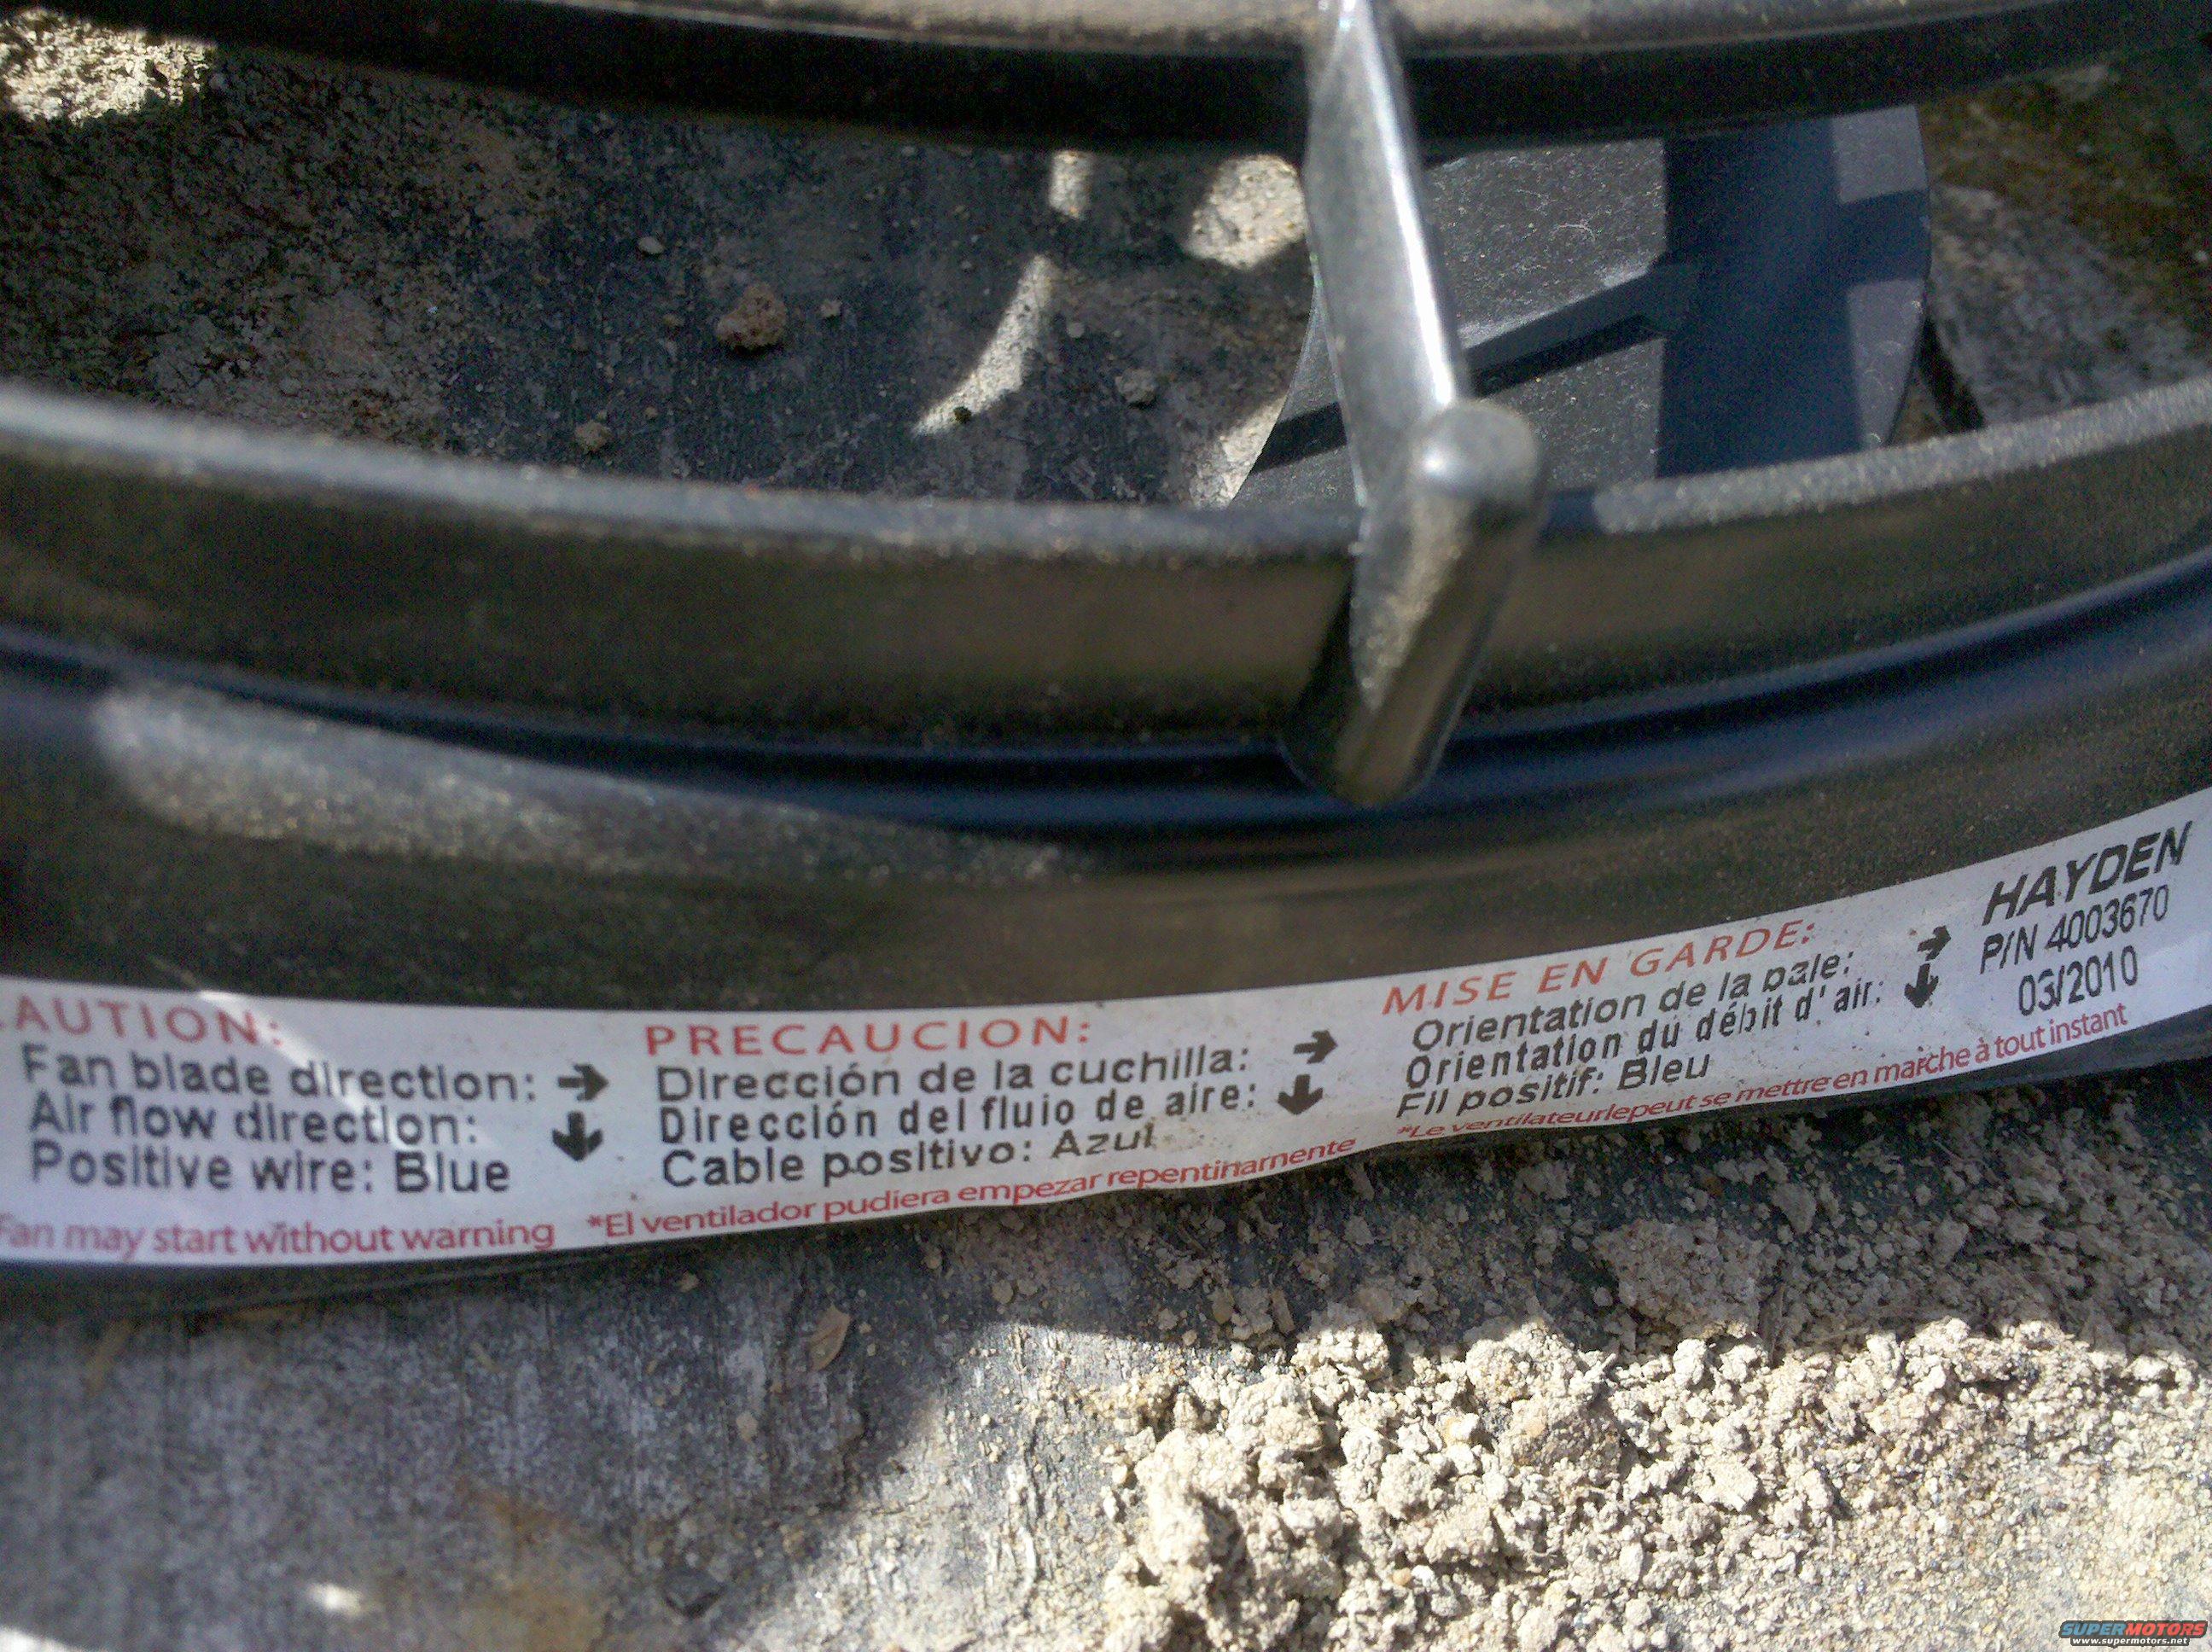 AUTION:
Fan blade direction: →
Air flow direction: ↓
Positive wire: Blue
Fan may start without warning
PRECAUCION:
Dirección de la cuchilla: →
Dirección del fluio de aire: ↓
Cable positivo: Azul
*El ventilador pudiera empezar repentinamente
MISE EN GARDE:
Orientation de la pale: →
Orientation du débit d'air: ↓
Fil positif: Bleu
*Le ventilateurlepeut se mettre en marche à tout instant
HAYDEN
P/N 4003670
03/2010
SUPERMOTORS
www.supermotors.net